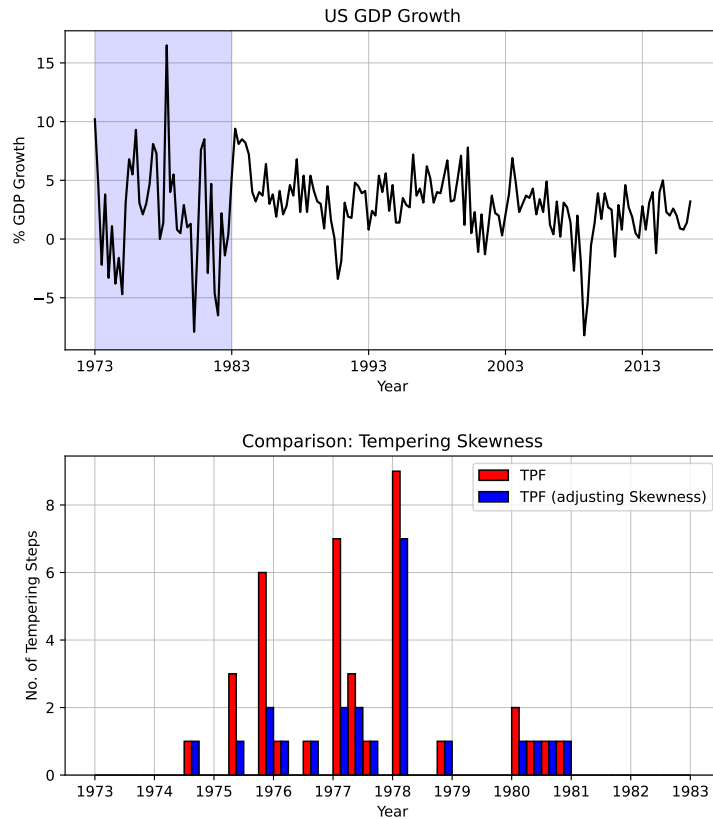 US GDP Growth
% GDP Growth
15
10
5
0
−5
1973 1983 1993 2003 2013
Year
Comparison: Tempering Skewness
TPF
TPF (adjusting Skewness)
No. of Tempering Steps
8
6
4
2
0
1973 1974 1975 1976 1977 1978 1979 1980 1981 1982 1983
Year